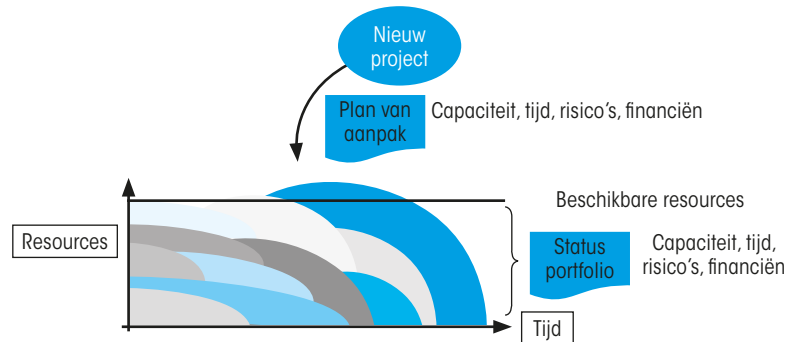 Nieuw
project
Plan van
aanpak
Capaciteit, tijd, risico's, financiën
Beschikbare resources
Resources
Status
portfolio
Capaciteit, tijd,
risico's, financiën
Tijd